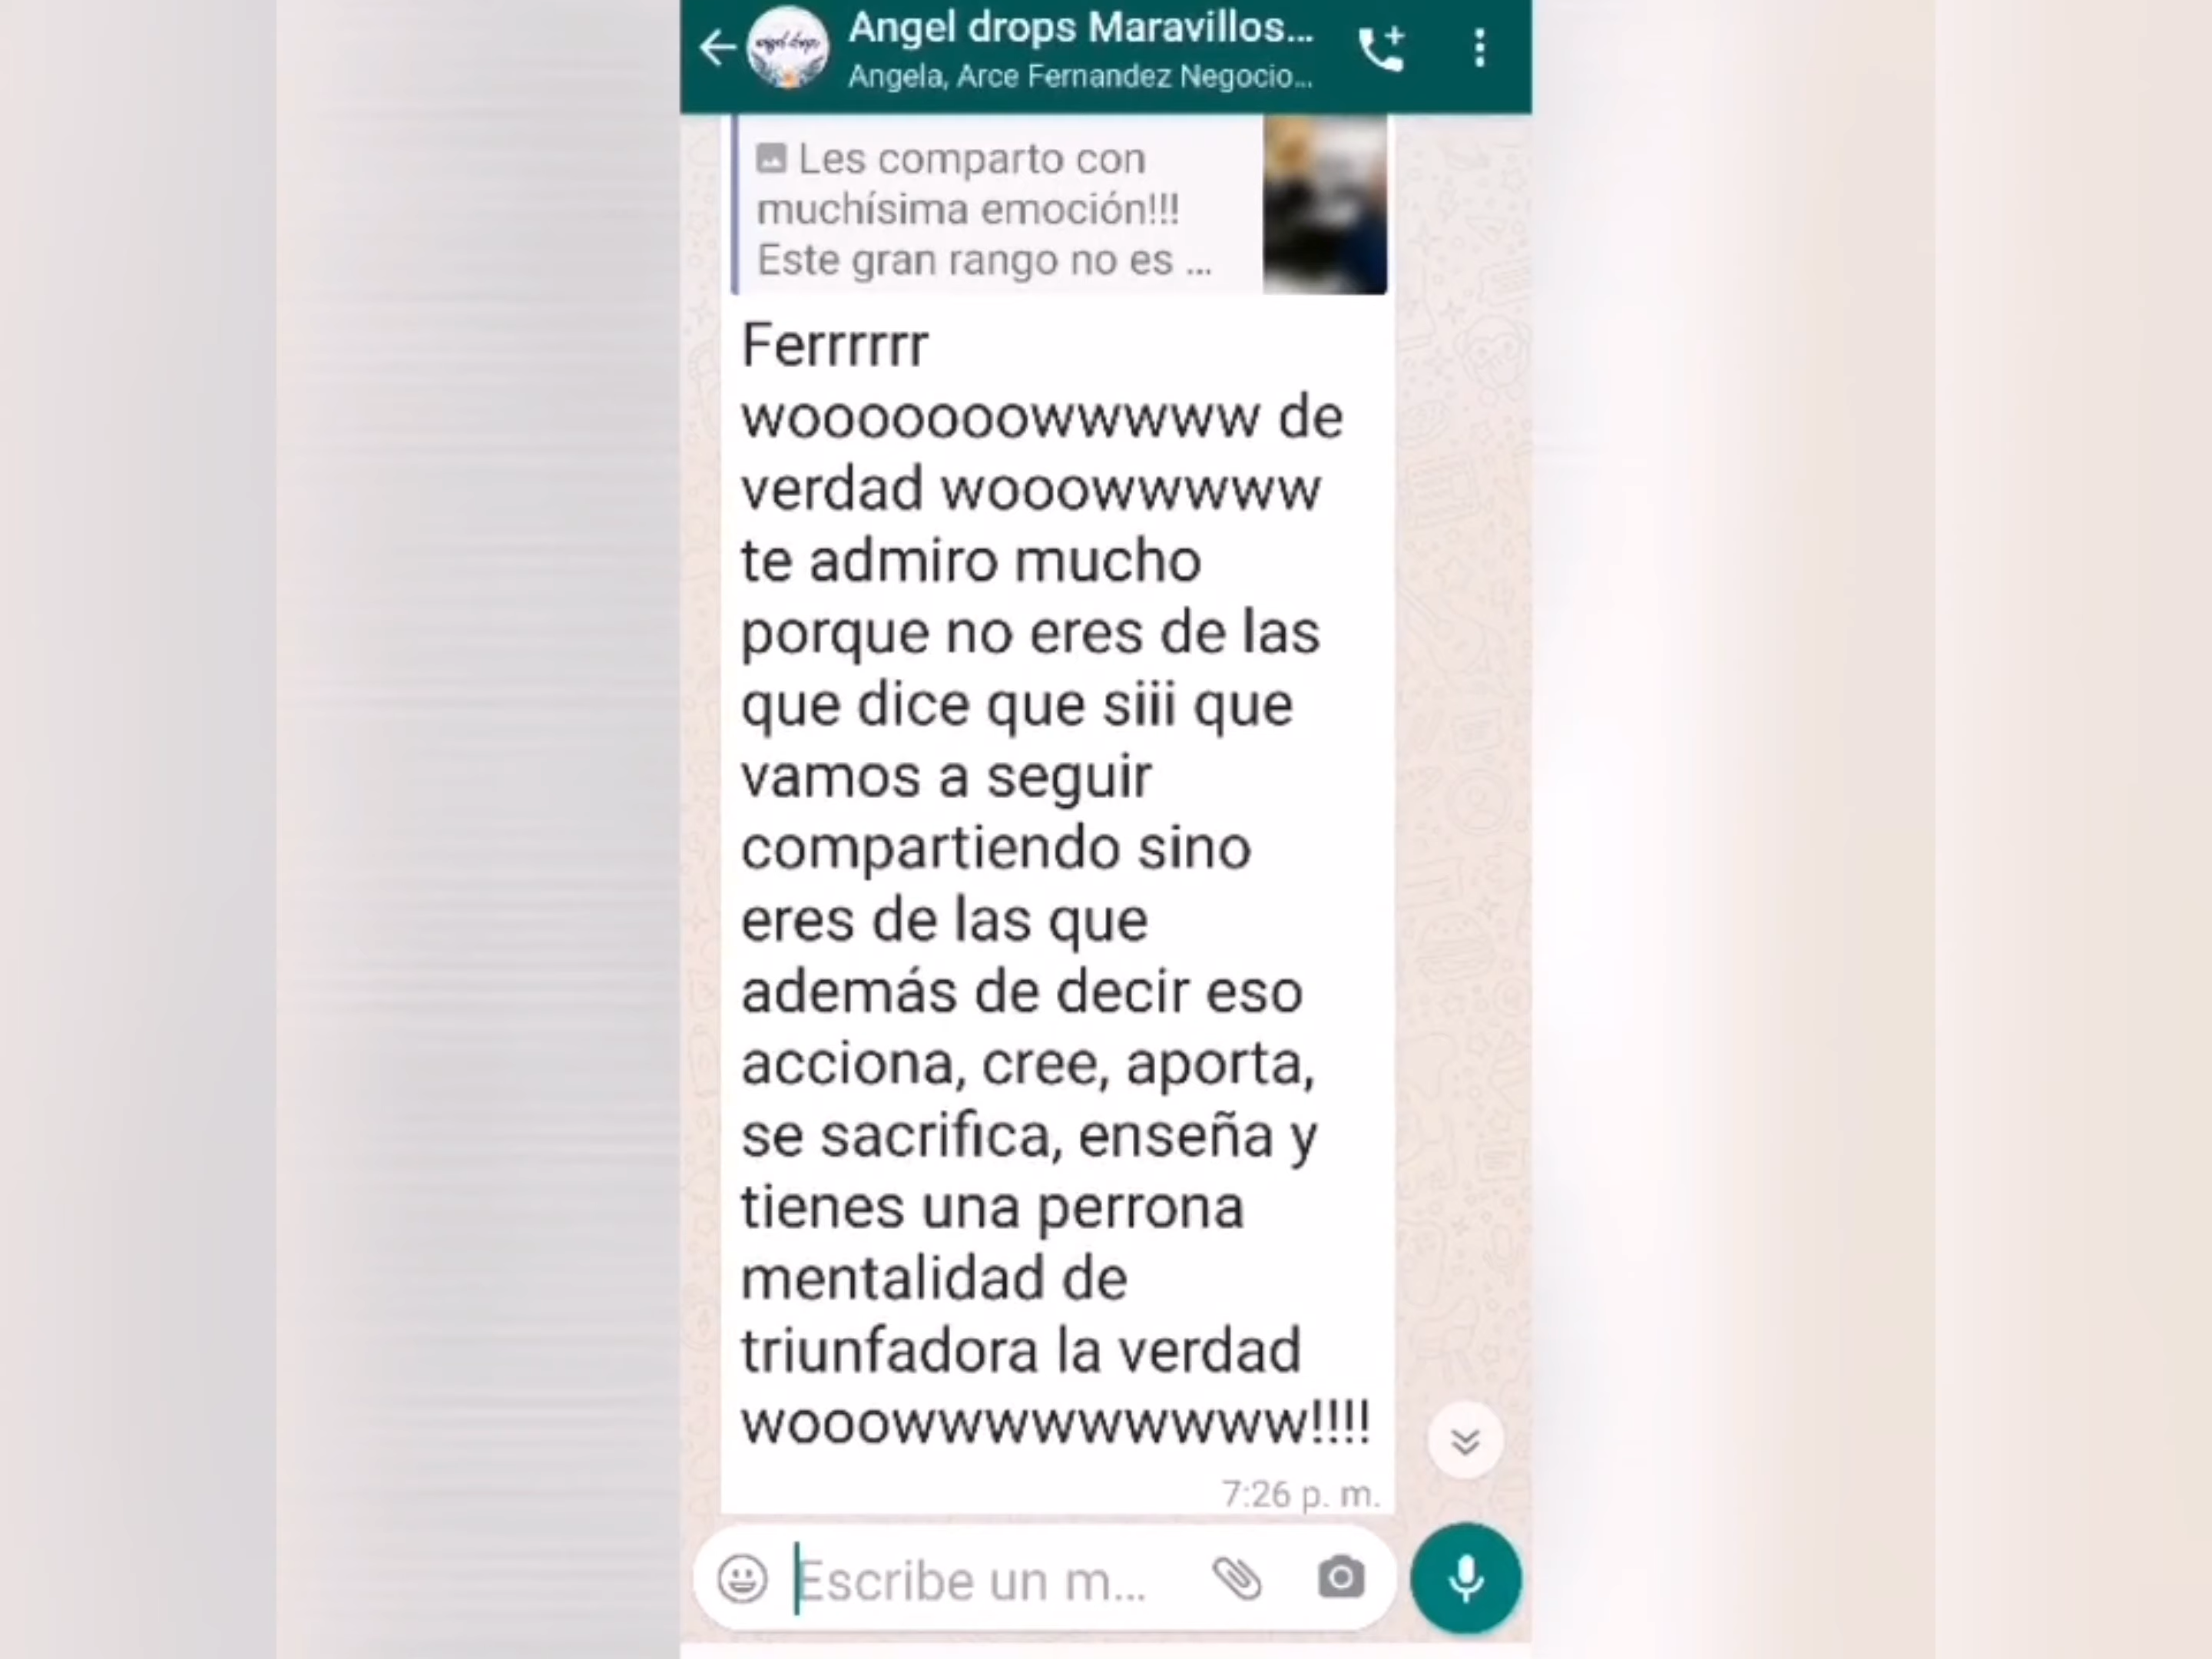 Angel drops Maravillos...
Angela, Arce Fernandez Negocio...
angel drops
Les comparto con
muchísima emoción!!!
Este gran rango no es ...
Ferrrrrr
wooooooowwwww de
verdad wooowwwww
te admiro mucho
porque no eres de las
que dice que siii que
vamos a seguir
compartiendo sino
eres de las que
además de decir eso
acciona, cree, aporta,
se sacrifica, enseña y
tienes una perrona
mentalidad de
triunfadora la verdad
wooowwwwwwwww!!!!
7:26 p. m.
Escribe un m...